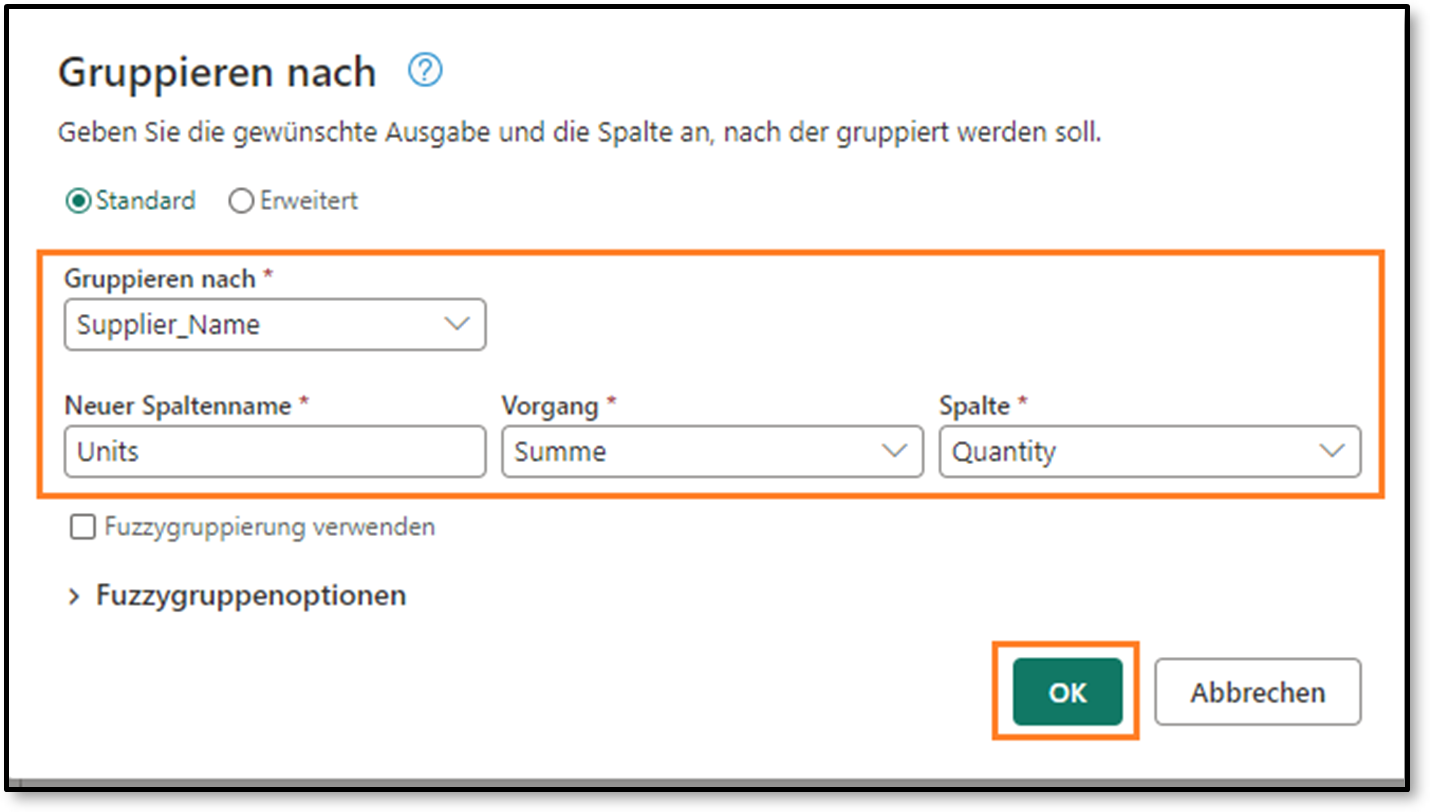 Gruppieren nach ?
Geben Sie die gewünschte Ausgabe und die Spalte an, nach der gruppiert werden soll.
Standard Erweitert
Gruppieren nach *
Supplier_Name
Neuer Spaltenname * Vorgang * Spalte *
Units Summe Quantity
Fuzzygruppierung verwenden
Fuzzygruppenoptionen
OK Abbrechen